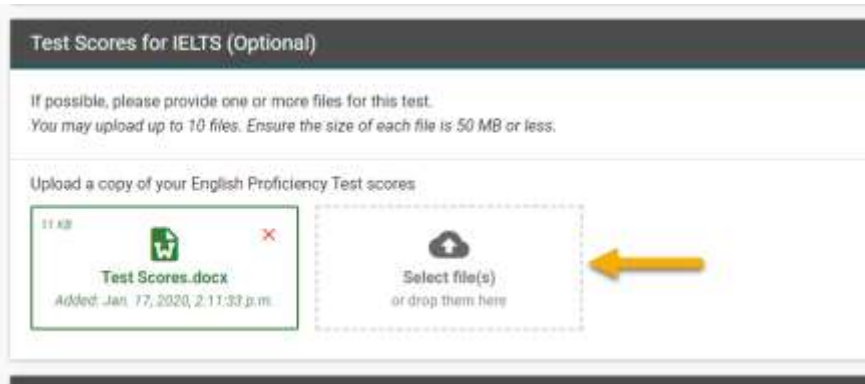 Test Scores for IELTS (Optional)
If possible, please provide one or more files for this test.
You may upload up to 10 files. Ensure the size of each file is 50 MB or less.
Upload a copy of your English Proficiency Test scores
11 KB
W
Test Scores.docx
Added: Jan. 17, 2020, 2:11:33 p.m.
Select file(s)
or drop them here